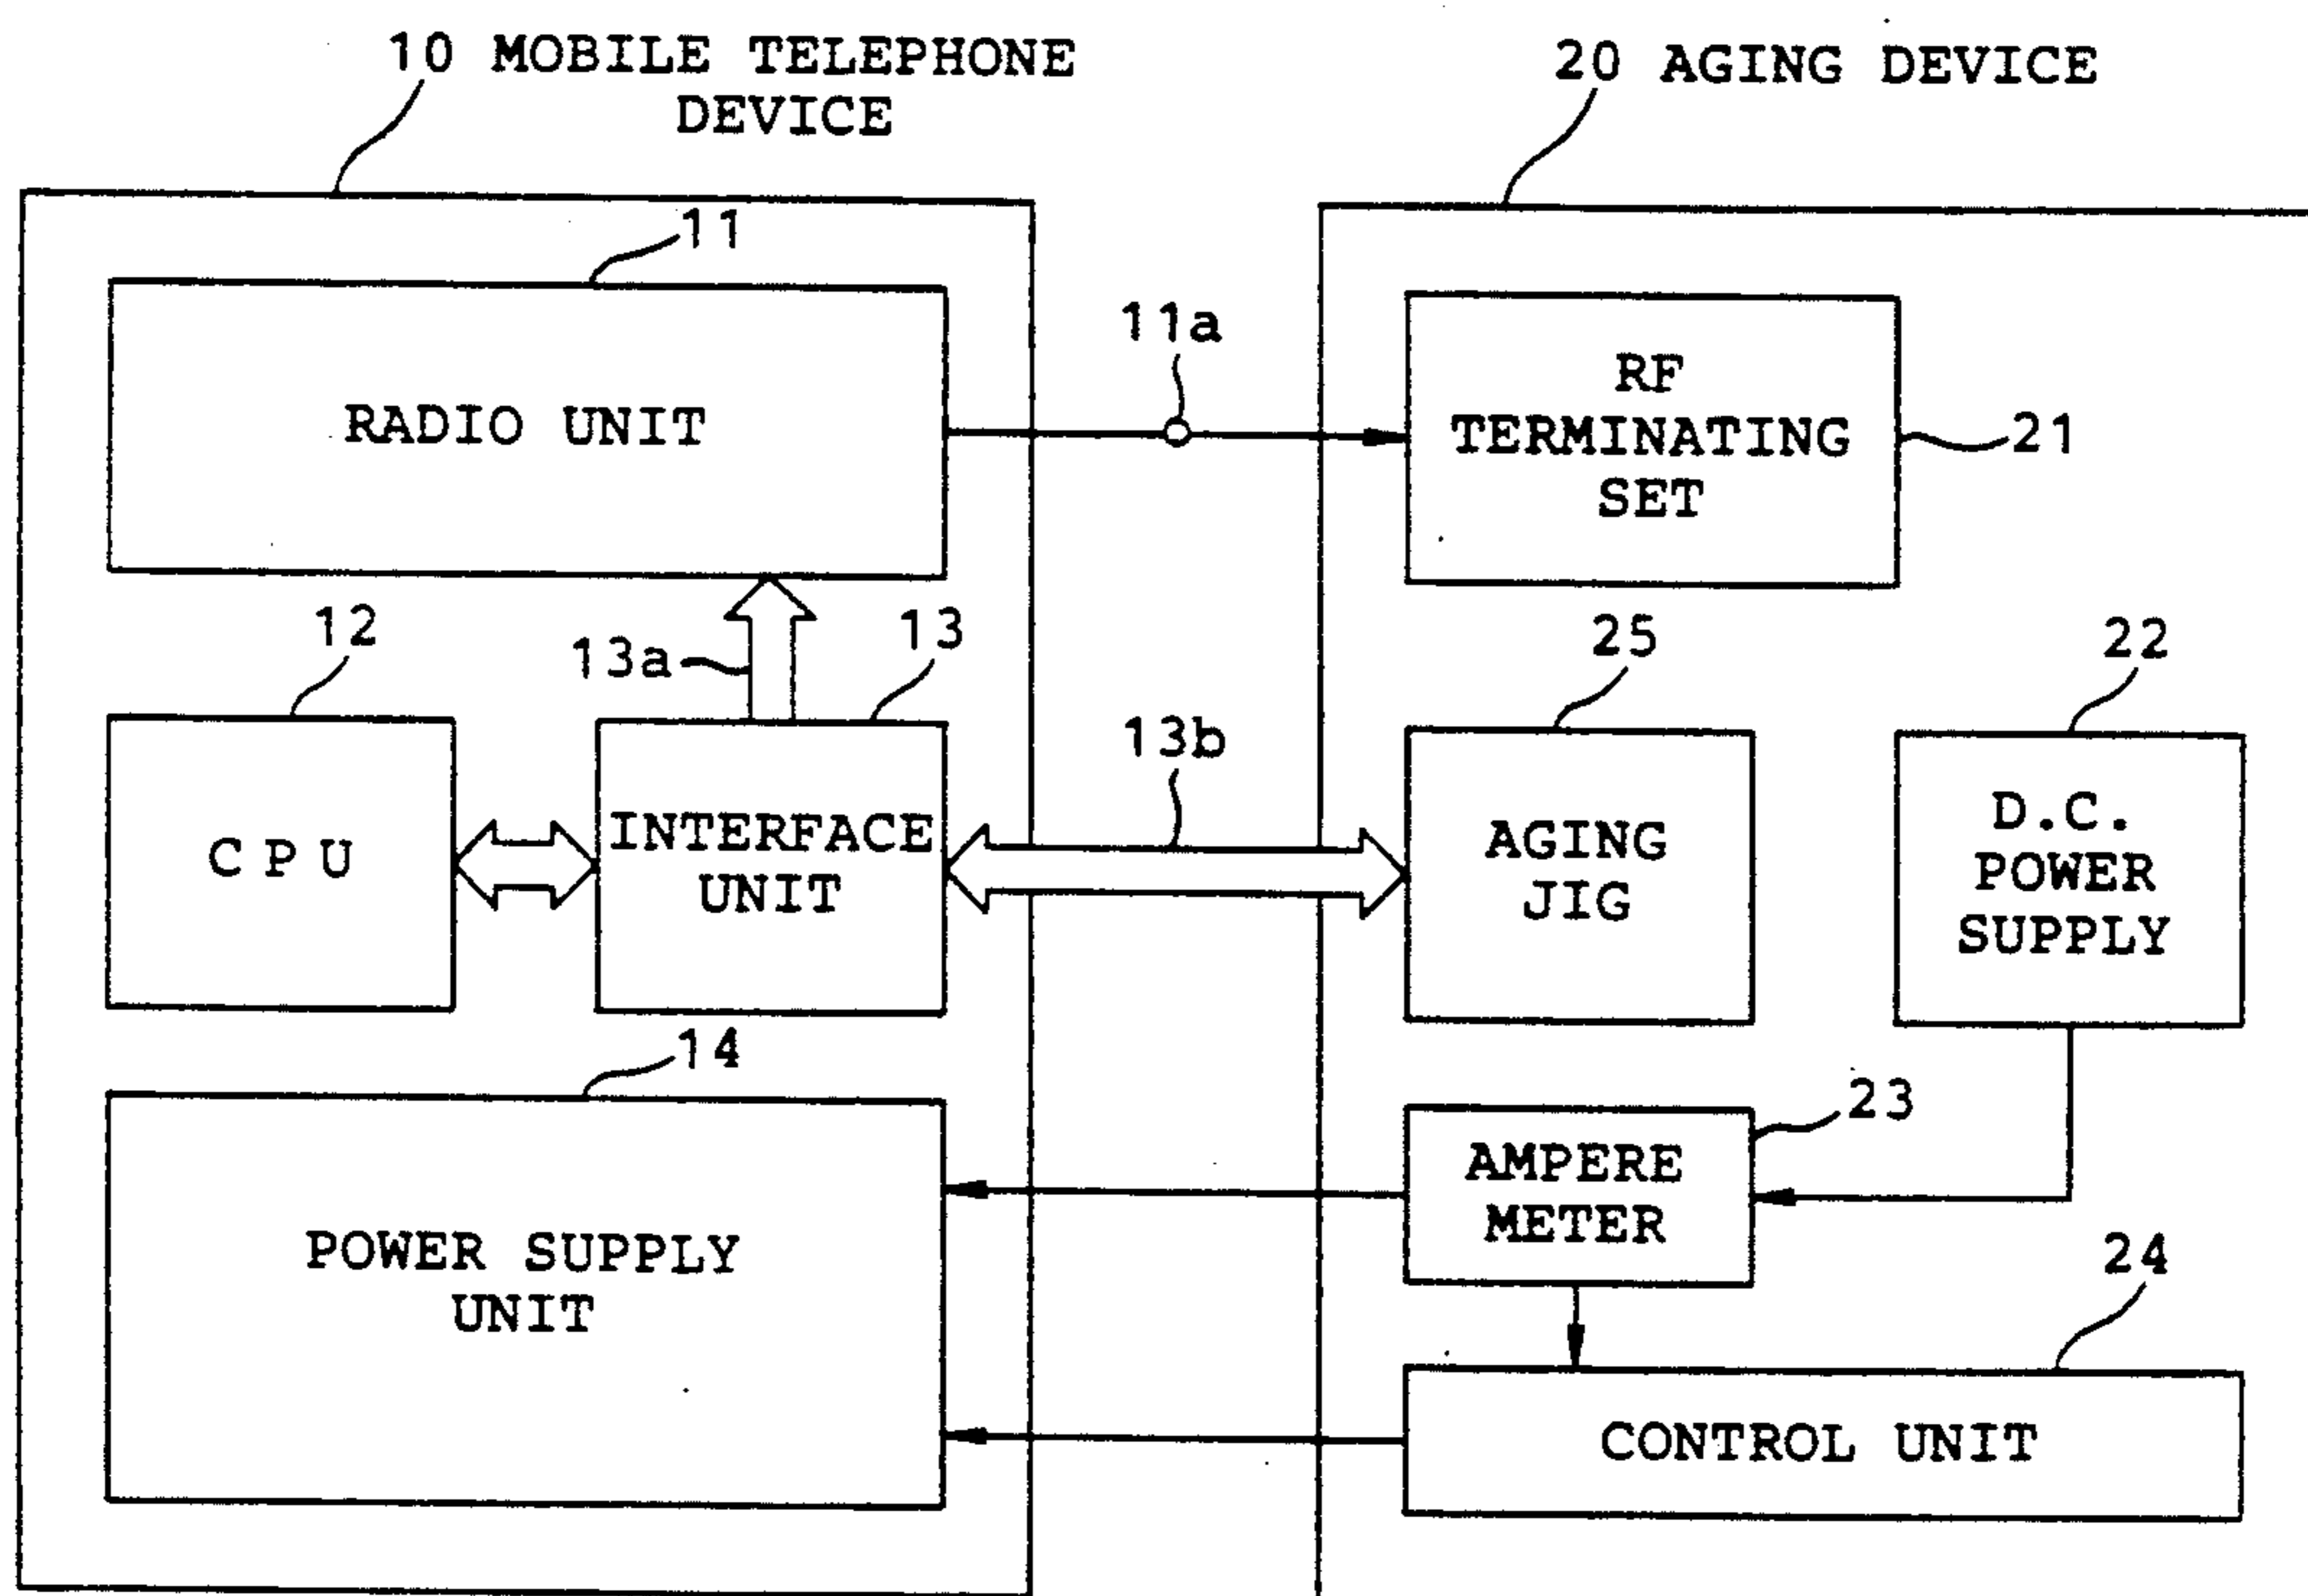 10 MOBILE TELEPHONE
DEVICE
20 AGING DEVICE
11
RADIO UNIT
11a
RF
TERMINATING
SET
21
12
13a
13
25
22
CPU
INTERFACE
UNIT
13b
AGING
JIG
D.C.
POWER
SUPPLY
14
POWER SUPPLY
UNIT
23
AMPERE
METER
24
CONTROL UNIT